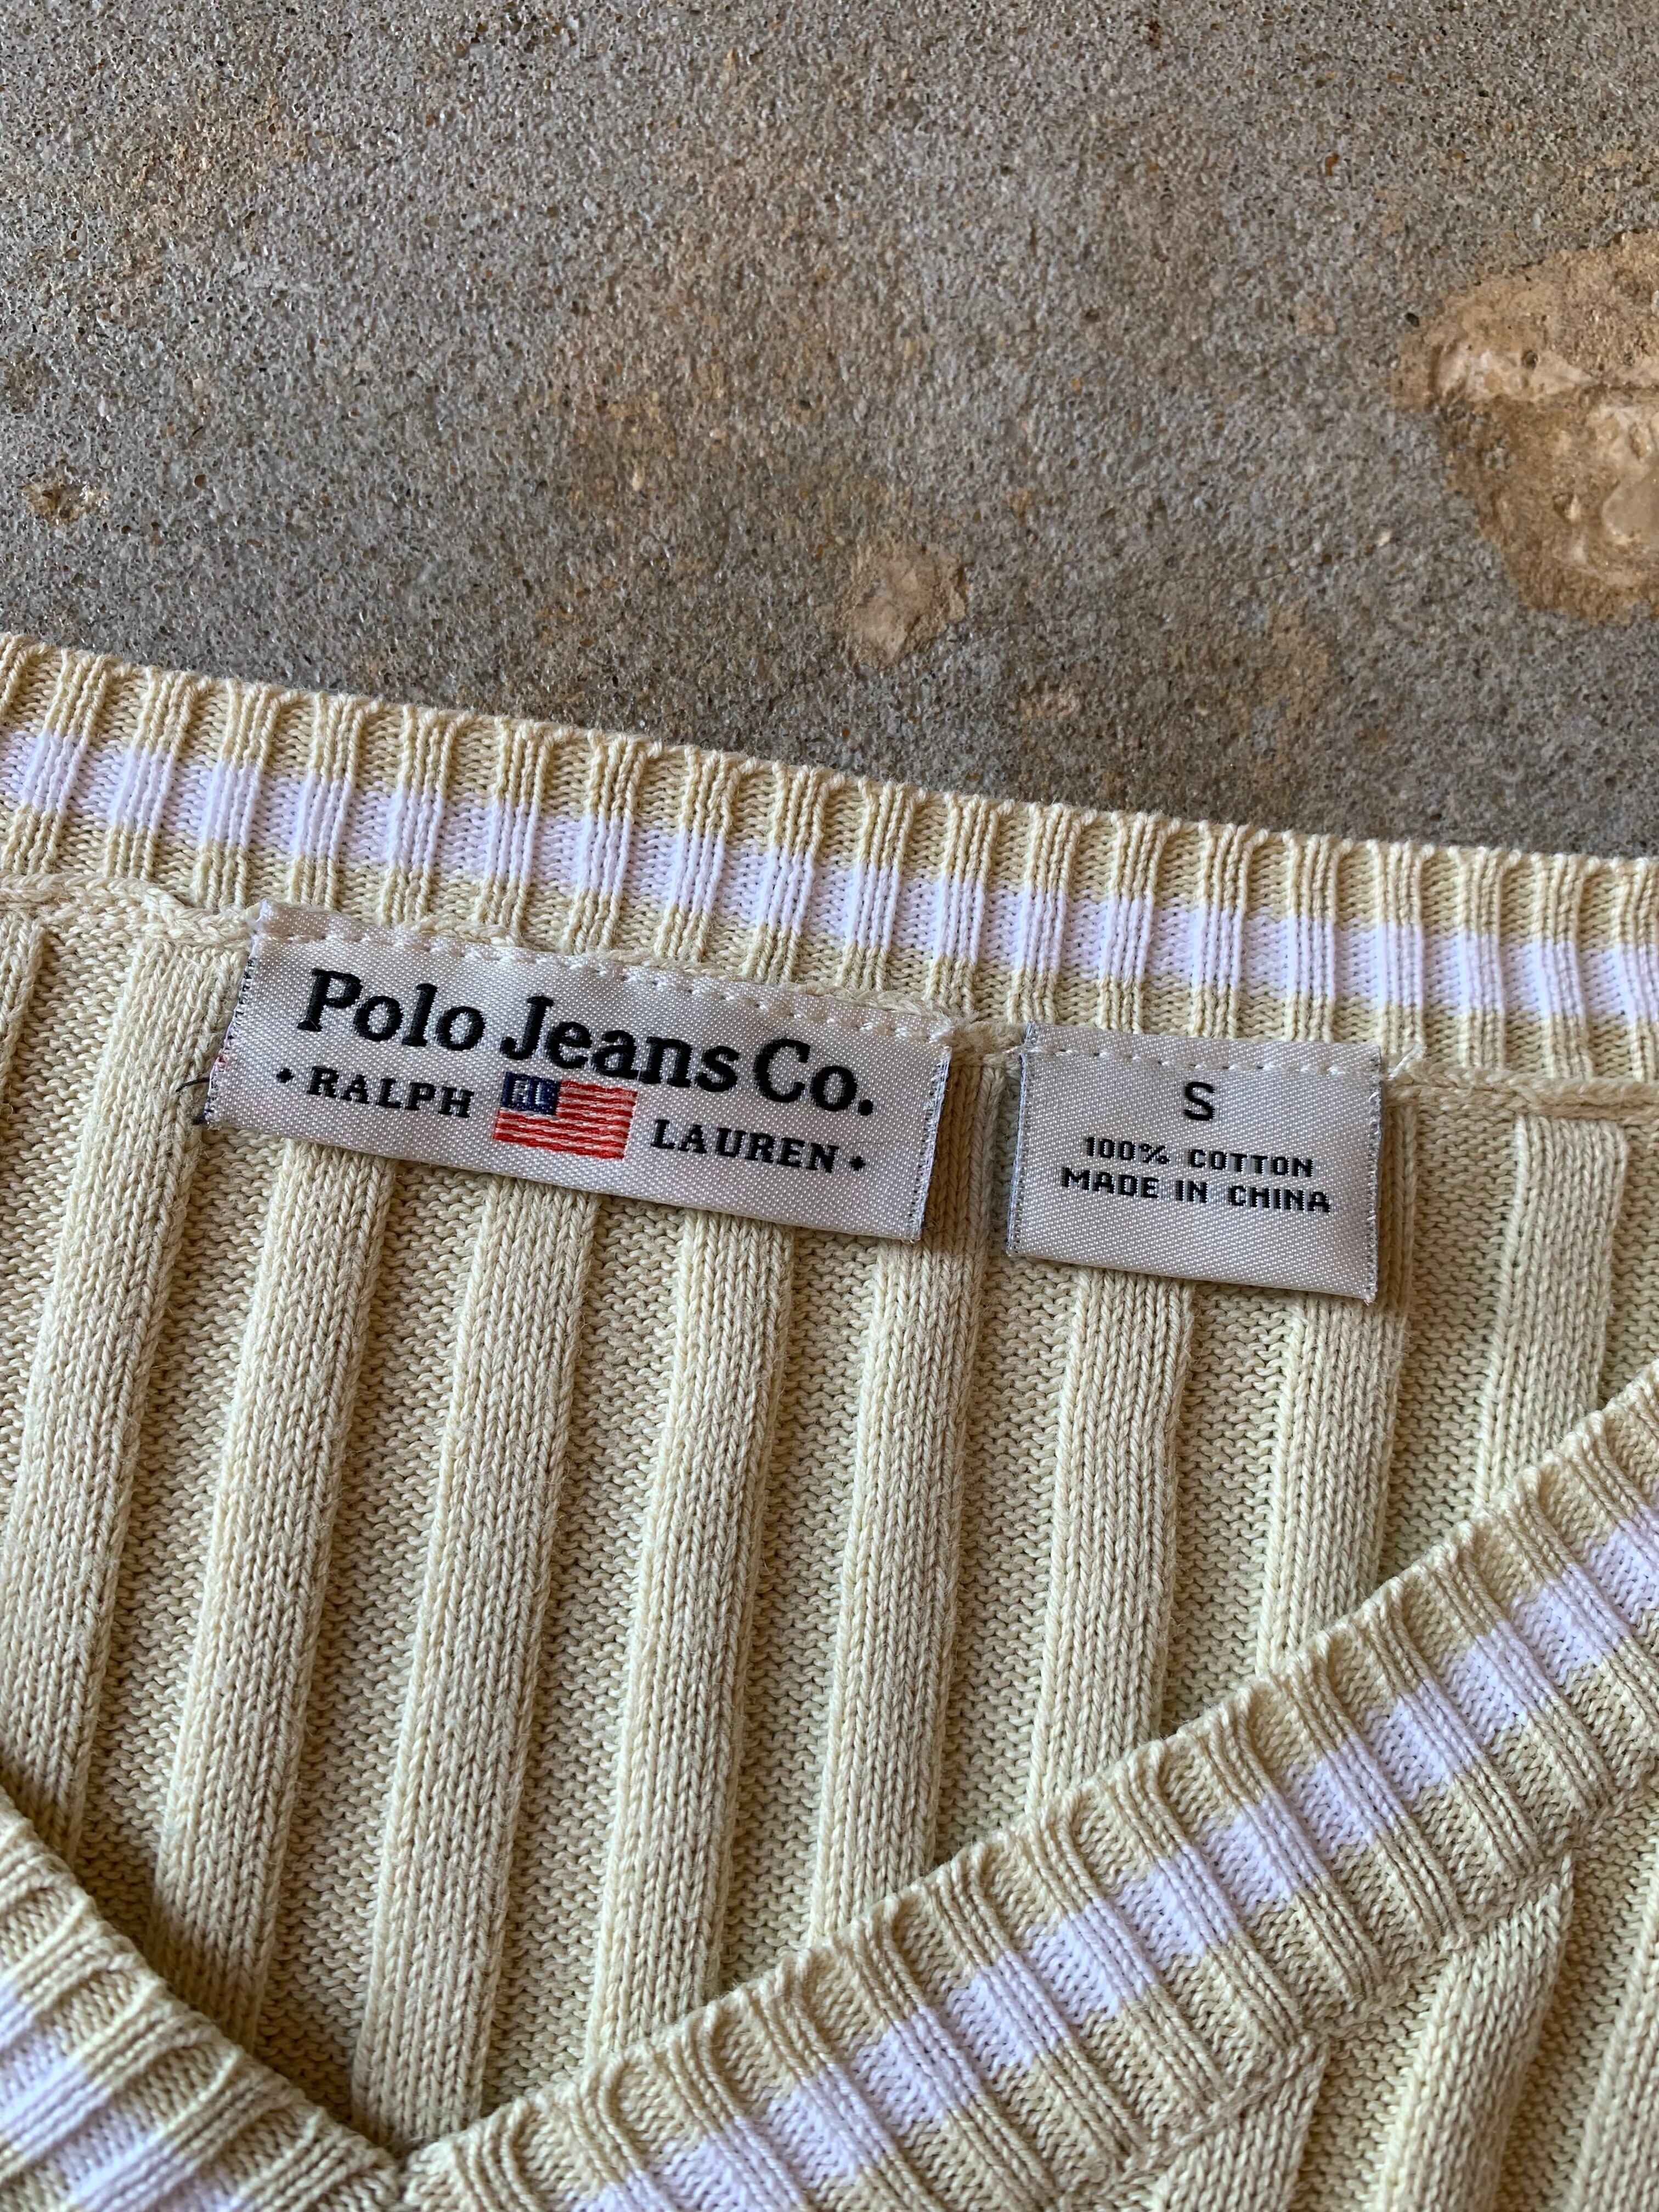 Polo Jeans Co.
RALPH RL LAUREN
S
100% COTTON
MADE IN CHINA